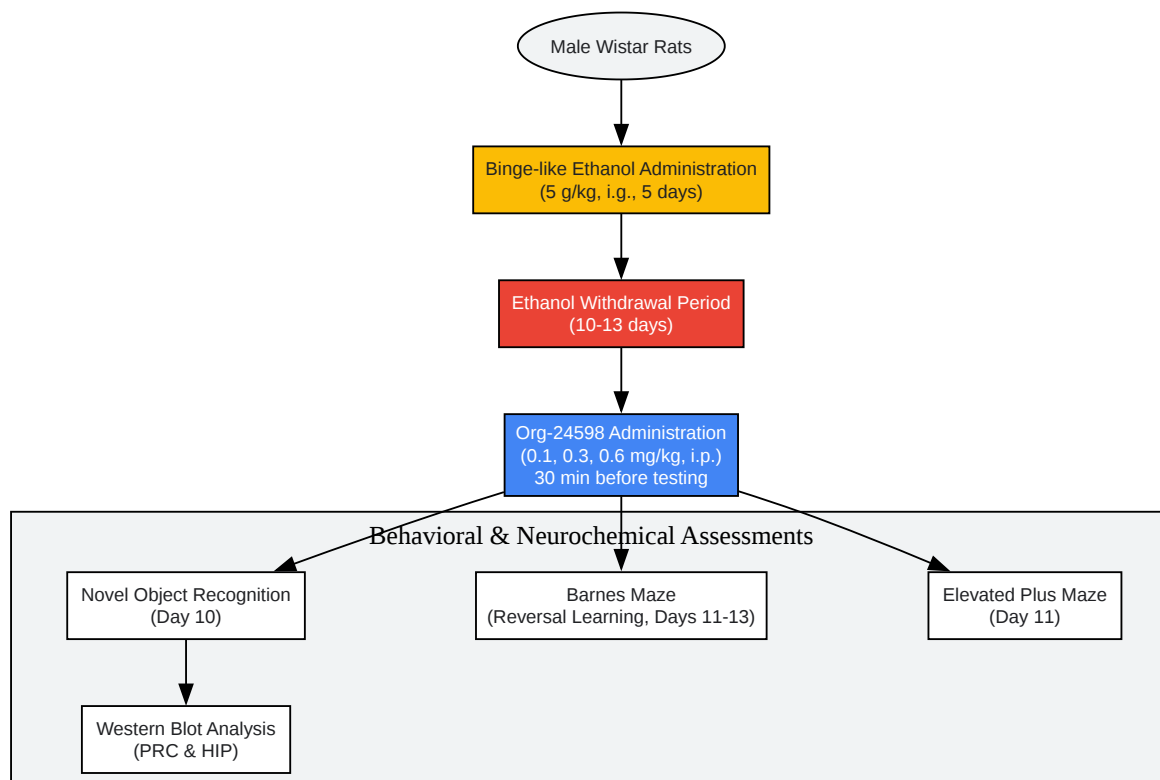 Male Wistar Rats
Binge-like Ethanol Administration
(5 g/kg, i.g., 5 days)
Ethanol Withdrawal Period
(10-13 days)
Org-24598 Administration
(0.1, 0.3, 0.6 mg/kg, i.p.)
30 min before testing
Behavioral & Neurochemical Assessments
Novel Object Recognition
(Day 10)
Barnes Maze
(Reversal Learning, Days 11-13)
Elevated Plus Maze
(Day 11)
Western Blot Analysis
(PRC & HIP)